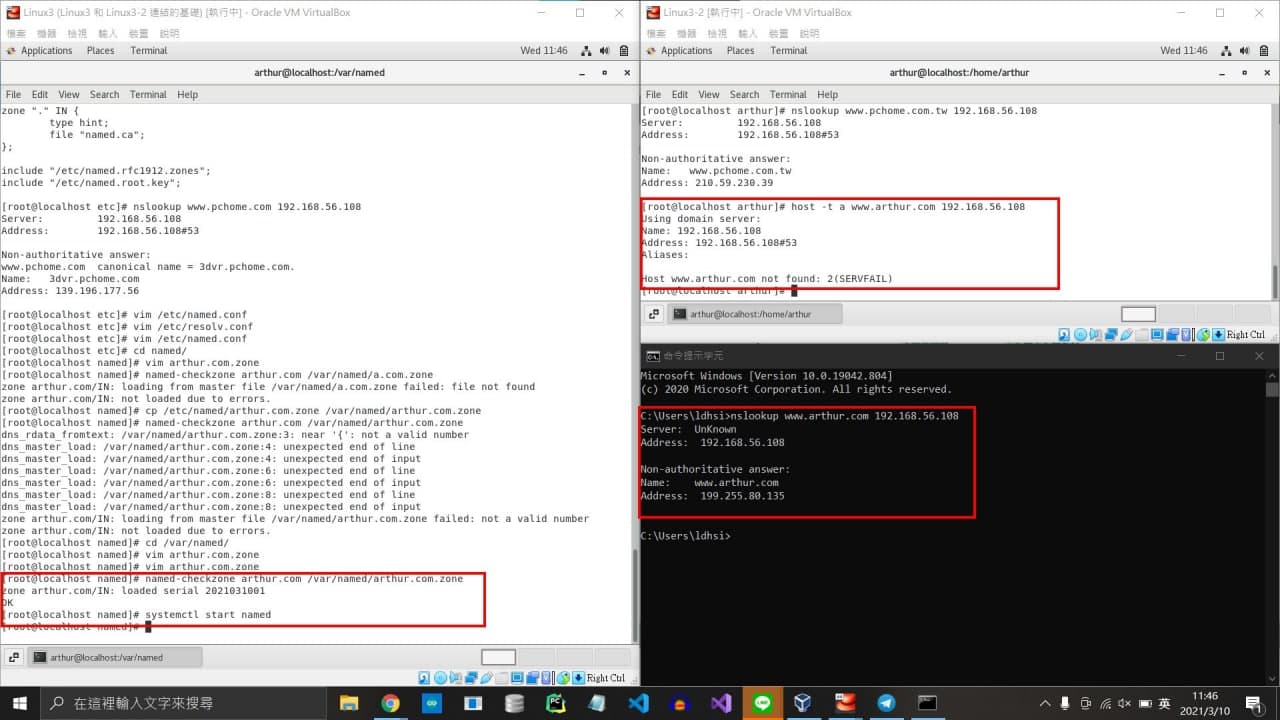 Linux3 (Linux3 和 Linux3-2 連結的基礎) [執行中] - Oracle VM VirtualBox
檔案 機器 檢視 輸入 裝置 說明
Applications Places Terminal Wed 11:46
arthur@localhost:/var/named
File Edit View Search Terminal Help
zone "." IN {
type hint;
file "named.ca";
};
include "/etc/named.rfc1912.zones";
include "/etc/named.root.key";
[root@localhost etc]# nslookup www.pchome.com 192.168.56.108
Server: 192.168.56.108
Address: 192.168.56.108#53
Non-authoritative answer:
www.pchome.com canonical name = 3dvr.pchome.com.
Name: 3dvr.pchome.com
Address: 139.196.177.56
[root@localhost etc]# vim /etc/named.conf
[root@localhost etc]# vim /etc/resolv.conf
[root@localhost etc]# vim /etc/named.conf
[root@localhost etc]# cd named/
[root@localhost named]# vim arthur.com.zone
[root@localhost named]# named-checkzone arthur.com /var/named/a.com.zone
zone arthur.com/IN: loading from master file /var/named/a.com.zone failed: file not found
zone arthur.com/IN: not loaded due to errors.
[root@localhost named]# cp /etc/named/arthur.com.zone /var/named/arthur.com.zone
[root@localhost named]# named-checkzone arthur.com /var/named/arthur.com.zone
dns_rdata_fromtext: /var/named/arthur.com.zone:3: near '{': not a valid number
dns_master_load: /var/named/arthur.com.zone:4: unexpected end of line
dns_master_load: /var/named/arthur.com.zone:4: unexpected end of input
dns_master_load: /var/named/arthur.com.zone:6: unexpected end of line
dns_master_load: /var/named/arthur.com.zone:6: unexpected end of input
dns_master_load: /var/named/arthur.com.zone:8: unexpected end of line
dns_master_load: /var/named/arthur.com.zone:8: unexpected end of input
zone arthur.com/IN: loading from master file /var/named/arthur.com.zone failed: not a valid number
zone arthur.com/IN: not loaded due to errors.
[root@localhost named]# cd /var/named/
[root@localhost named]# vim arthur.com.zone
[root@localhost named]# vim arthur.com.zone
[root@localhost named]# named-checkzone arthur.com /var/named/arthur.com.zone
zone arthur.com/IN: loaded serial 2021031001
OK
[root@localhost named]# systemctl start named
[root@localhost named]#
arthur@localhost:/var/named
Right Ctrl
Linux3-2 [執行中] - Oracle VM VirtualBox
檔案 機器 檢視 輸入 裝置 說明
Applications Places Terminal Wed 11:46
arthur@localhost:/home/arthur
File Edit View Search Terminal Help
[root@localhost arthur]# nslookup www.pchome.com.tw 192.168.56.108
Server: 192.168.56.108
Address: 192.168.56.108#53
Non-authoritative answer:
Name: www.pchome.com.tw
Address: 210.59.230.39
[root@localhost arthur]# host -t a www.arthur.com 192.168.56.108
Using domain server:
Name: 192.168.56.108
Address: 192.168.56.108#53
Aliases:
Host www.arthur.com not found: 2(SERVFAIL)
[root@localhost arthur]#
arthur@localhost:/home/arthur
Right Ctrl
命令提示字元
Microsoft Windows [Version 10.0.19042.804]
(c) 2020 Microsoft Corporation. All rights reserved.
C:\Users\ldhsi>nslookup www.arthur.com 192.168.56.108
Server: UnKnown
Address: 192.168.56.108
Non-authoritative answer:
Name: www.arthur.com
Address: 199.255.80.135
C:\Users\ldhsi>
在這裡輸入文字來搜尋
英
11:46
2021/3/10